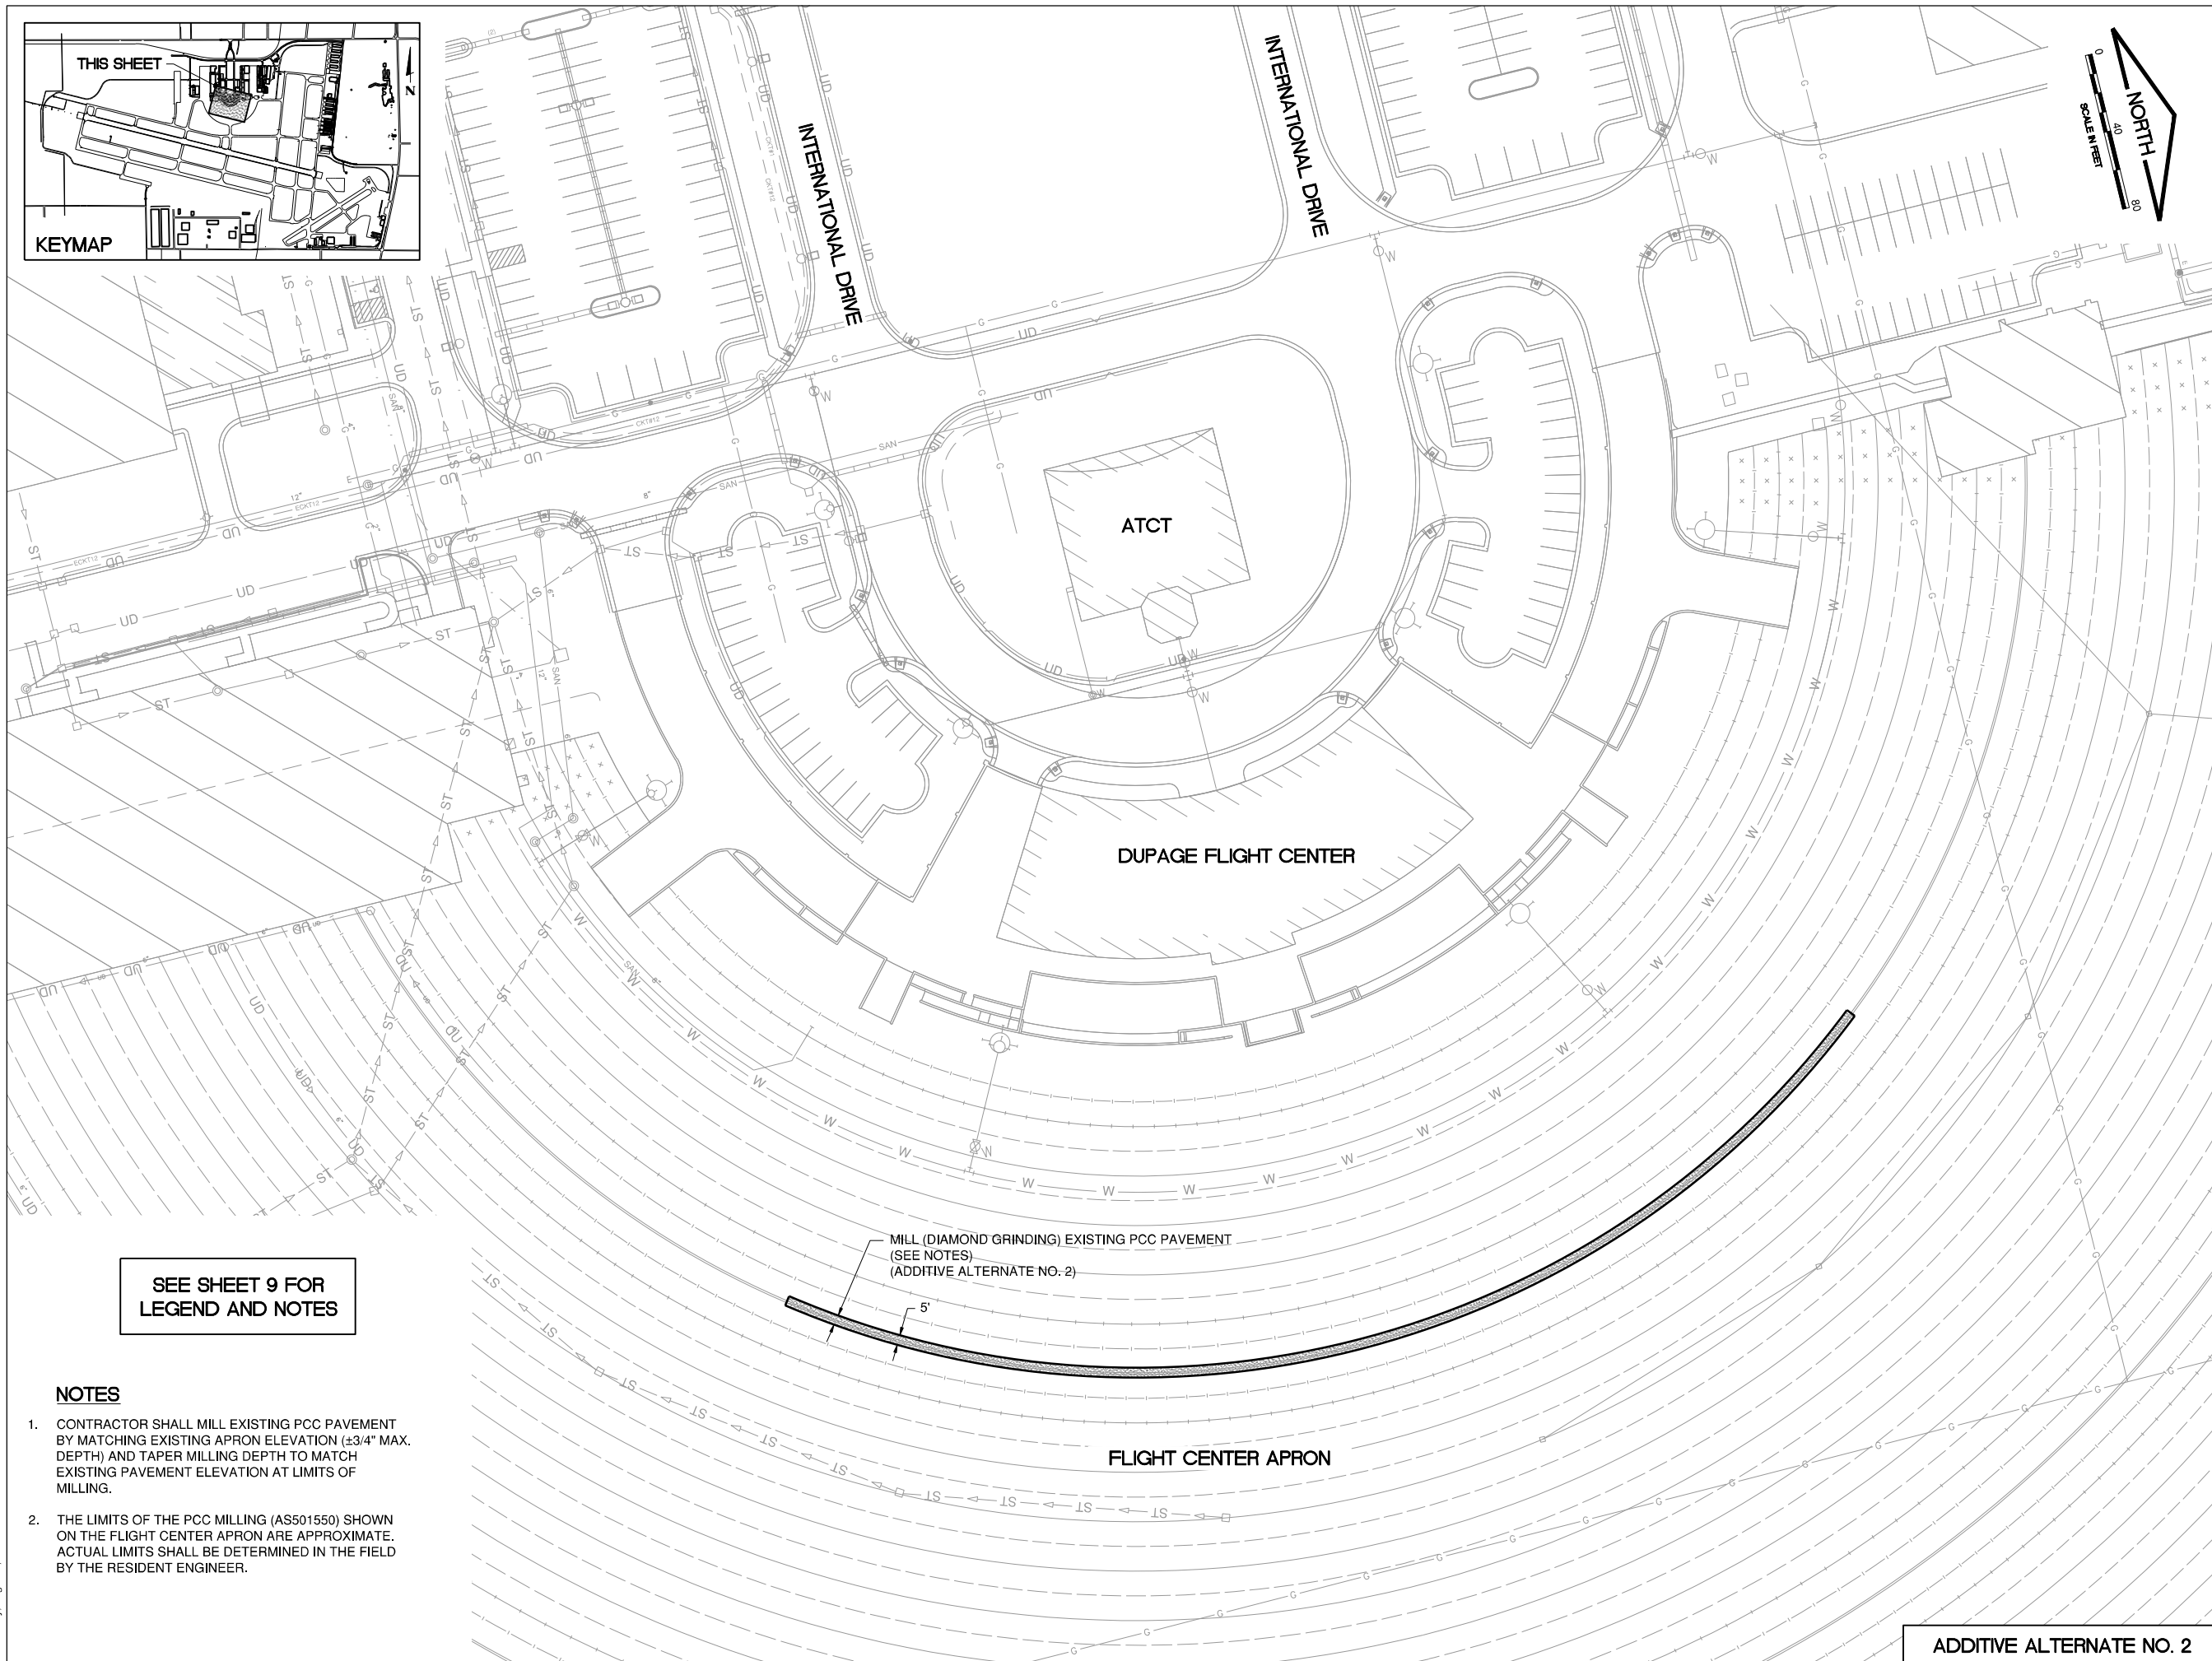 THIS SHEET
N
KEYMAP
INTERNATIONAL DRIVE
INTERNATIONAL DRIVE
NORTH
0
40
80
SCALE IN FEET
ATCT
DUPAGE FLIGHT CENTER
MILL (DIAMOND GRINDING) EXISTING PCC PAVEMENT
(SEE NOTES)
(ADDITIVE ALTERNATE NO. 2)
5'
FLIGHT CENTER APRON
SEE SHEET 9 FOR
LEGEND AND NOTES
NOTES
1. CONTRACTOR SHALL MILL EXISTING PCC PAVEMENT
BY MATCHING EXISTING APRON ELEVATION (±3/4" MAX.
DEPTH) AND TAPER MILLING DEPTH TO MATCH
EXISTING PAVEMENT ELEVATION AT LIMITS OF
MILLING.
2. THE LIMITS OF THE PCC MILLING (AS501550) SHOWN
ON THE FLIGHT CENTER APRON ARE APPROXIMATE.
ACTUAL LIMITS SHALL BE DETERMINED IN THE FIELD
BY THE RESIDENT ENGINEER.
ADDITIVE ALTERNATE NO. 2